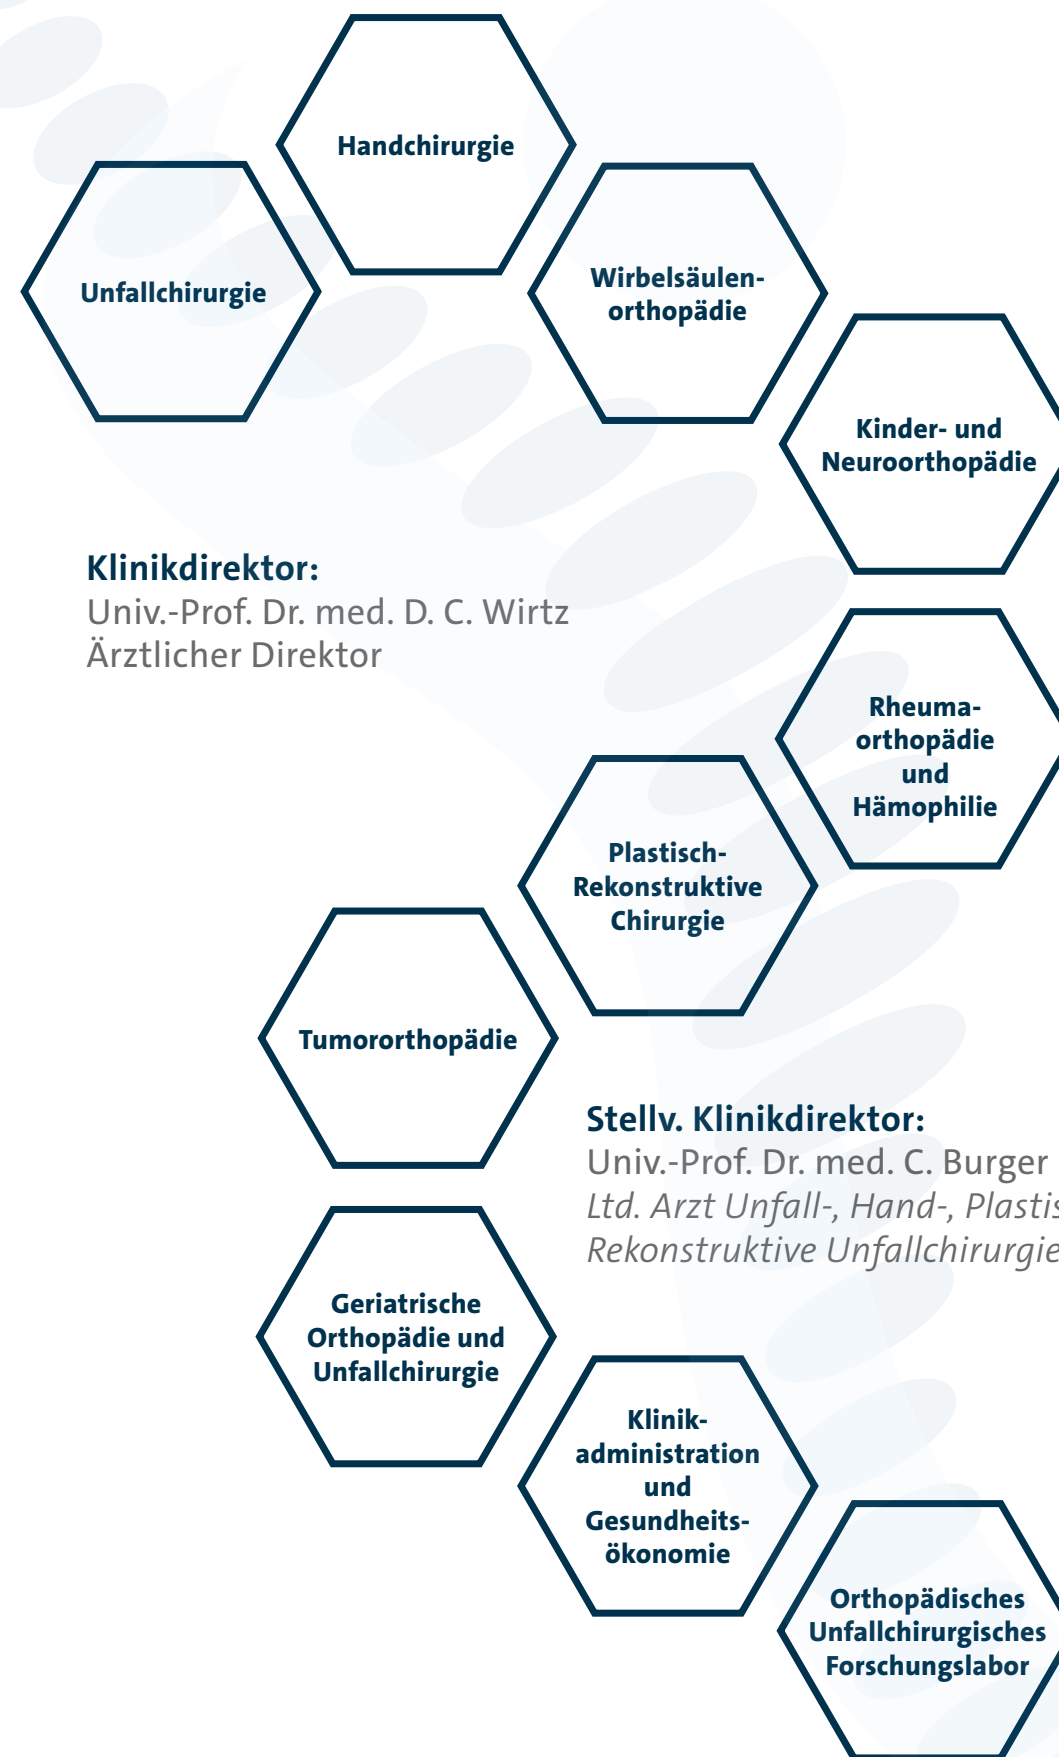 Handchirurgie
Unfallchirurgie
Wirbelsäulen-
orthopädie
Kinder- und
Neuroorthopädie
Klinikdirektor:
Univ.-Prof. Dr. med. D. C. Wirtz
Ärztlicher Direktor
Rheuma-
orthopädie
und
Hämophilie
Plastisch-
Rekonstruktive
Chirurgie
Tumororthopädie
Stellv. Klinikdirektor:
Univ.-Prof. Dr. med. C. Burger
Ltd. Arzt Unfall-, Hand-, Plastis
Rekonstruktive Unfallchirurgie
Geriatrische
Orthopädie und
Unfallchirurgie
Klinik-
administration
und
Gesundheits-
ökonomie
Orthopädisches
Unfallchirurgisches
Forschungslabor